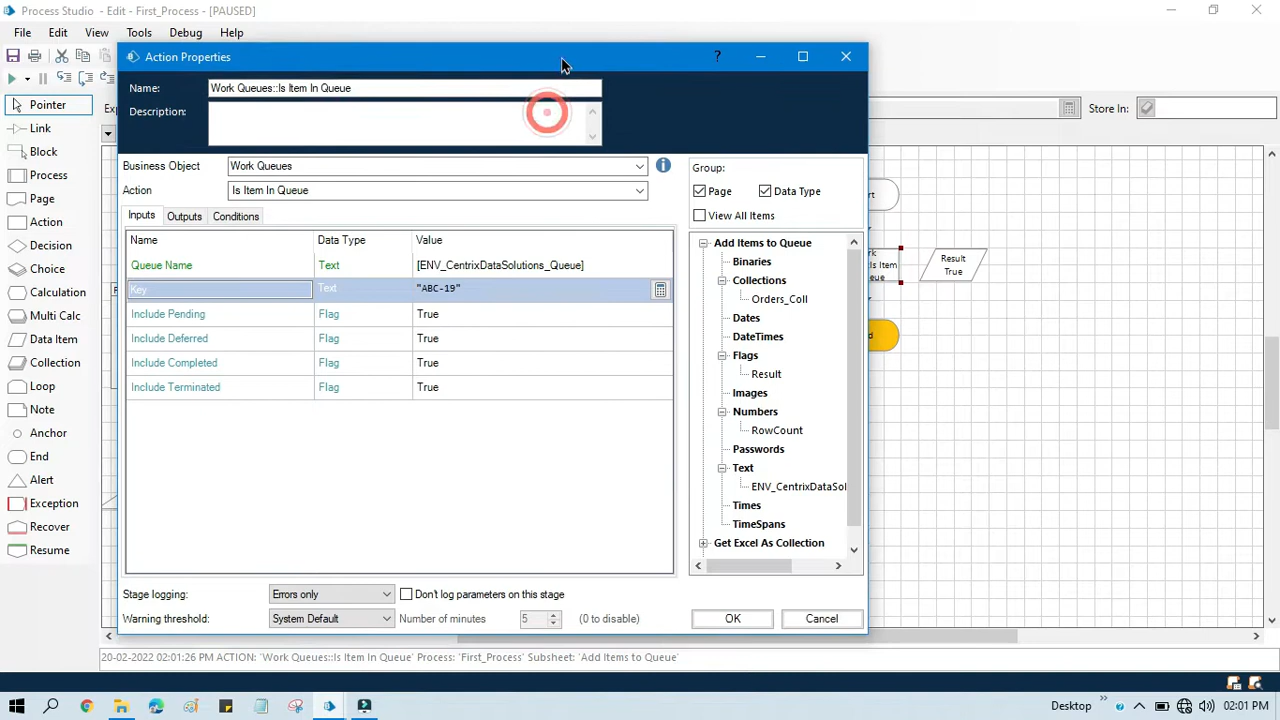 Process Studio - Edit - First_Process - [PAUSED]
File Edit View Tools Debug Help
Action Properties
?
Name: Work Queues::Is Item In Queue
Description:
Business Object Work Queues
Action Is Item In Queue
Inputs Outputs Conditions
Name Data Type Value
Queue Name Text [ENV_CentrixDataSolutions_Queue]
Key Text "ABC-19"
Include Pending Flag True
Include Deferred Flag True
Include Completed Flag True
Include Terminated Flag True
Group:
Page Data Type
View All Items
Add Items to Queue
Binaries
Collections
Orders_Coll
Dates
DateTimes
Flags
Result
Images
Numbers
RowCount
Passwords
Text
ENV_CentrixDataSol
Times
TimeSpans
Get Excel As Collection
Stage logging: Errors only Don't log parameters on this stage
Warning threshold: System Default Number of minutes 5 (0 to disable)
OK Cancel
Pointer
Link
Block
Process
Page
Action
Decision
Choice
Calculation
Multi Calc
Data Item
Collection
Loop
Note
Anchor
End
Alert
Exception
Recover
Resume
Store In:
Result
True
20-02-2022 02:01:26 PM ACTION: 'Work Queues::Is Item In Queue' Process: 'First_Process' Subsheet: 'Add Items to Queue'
Desktop 02:01 PM